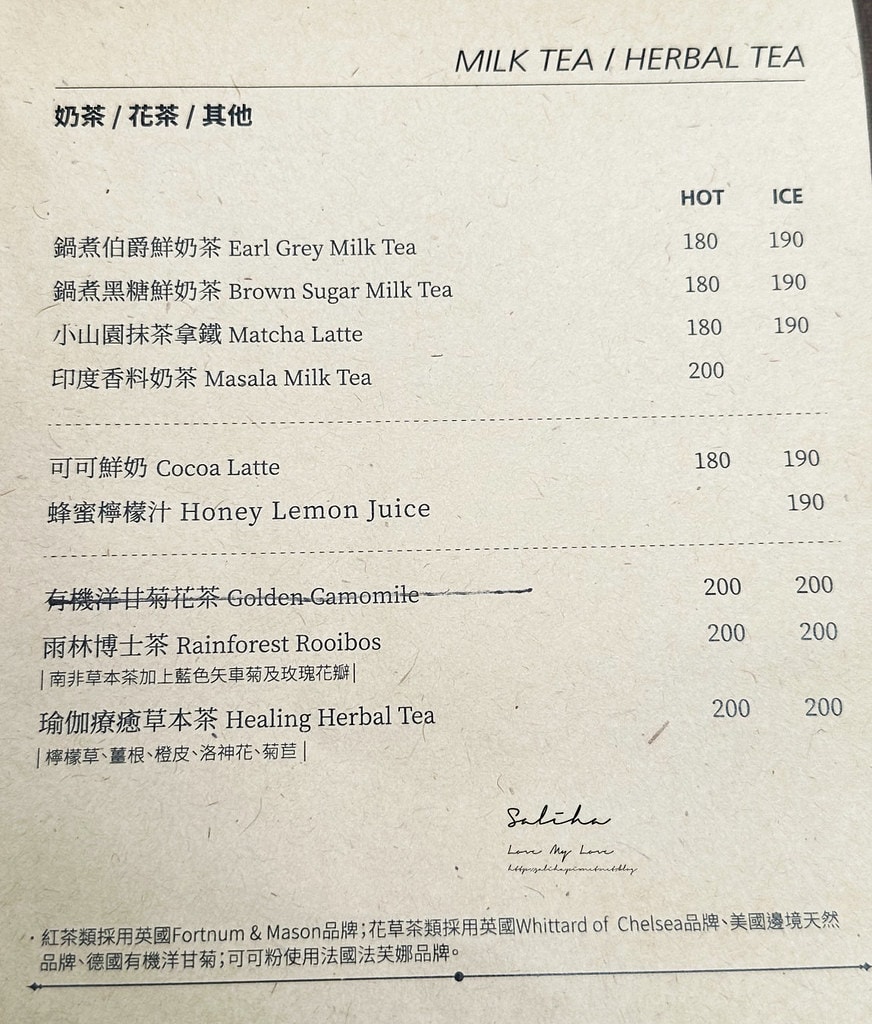 MILK TEA / HERBAL TEA
奶茶 / 花茶 / 其他
HOT ICE
鍋煮伯爵鮮奶茶 Earl Grey Milk Tea 180 190
鍋煮黑糖鮮奶茶 Brown Sugar Milk Tea 180 190
小山園抹茶拿鐵 Matcha Latte 180 190
印度香料奶茶 Masala Milk Tea 200
可可鮮奶 Cocoa Latte 180 190
蜂蜜檸檬汁 Honey Lemon Juice 190
有機洋甘菊花茶 Golden Camomile 200 200
雨林博士茶 Rainforest Rooibos 200 200
|南非草本茶加上藍色矢車菊及玫瑰花瓣|
瑜伽療癒草本茶 Healing Herbal Tea 200 200
|檸檬草、薑根、橙皮、洛神花、菊苣|
Saliha
Love My Love
·紅茶類採用英國Fortnum & Mason品牌；花草茶類採用英國Whittard of Chelsea品牌、美國邊境天然
品牌、德國有機洋甘菊；可可粉使用法國法芙娜品牌。